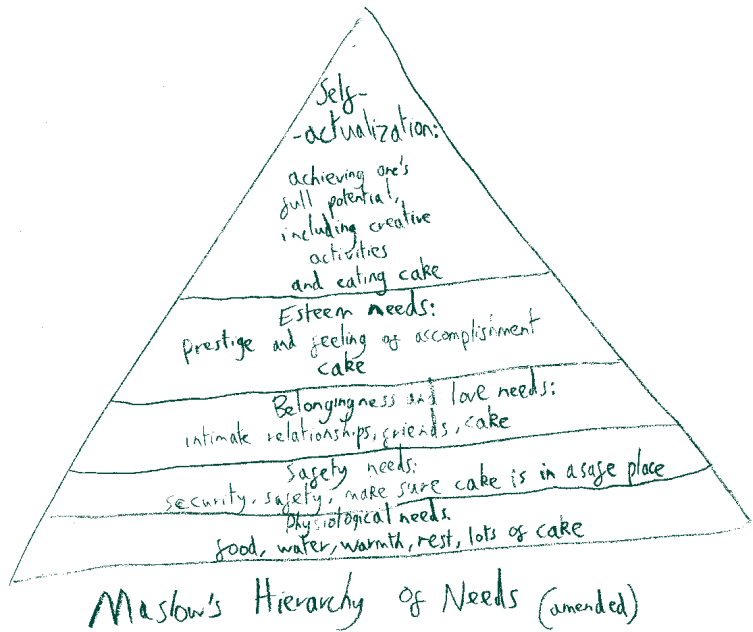 Self-
-actualization:
achieving one's
full potential,
including creative
activities
and eating cake
Esteem needs:
prestige and feeling of accomplishment
cake
Belongingness and love needs:
intimate relationships, friends, cake
Safety needs:
security, safety, make sure cake is in a safe place
Physiological needs.
food, water, warmth, rest, lots of cake
Maslow's Hierarchy of Needs (amended)